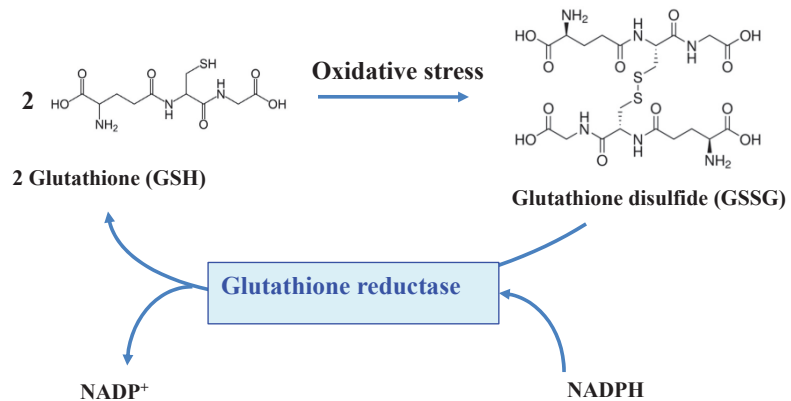 NH₂
O
H
N
O
HO
O
O
N
H
OH
O
S
S
SH
O
O
H
N
O
HO
NH₂
N
H
O
OH
2
Oxidative stress
O
HO
H
N
O
N
H
O
O
OH
NH₂
2 Glutathione (GSH)
Glutathione disulfide (GSSG)
Glutathione reductase
NADP⁺
NADPH